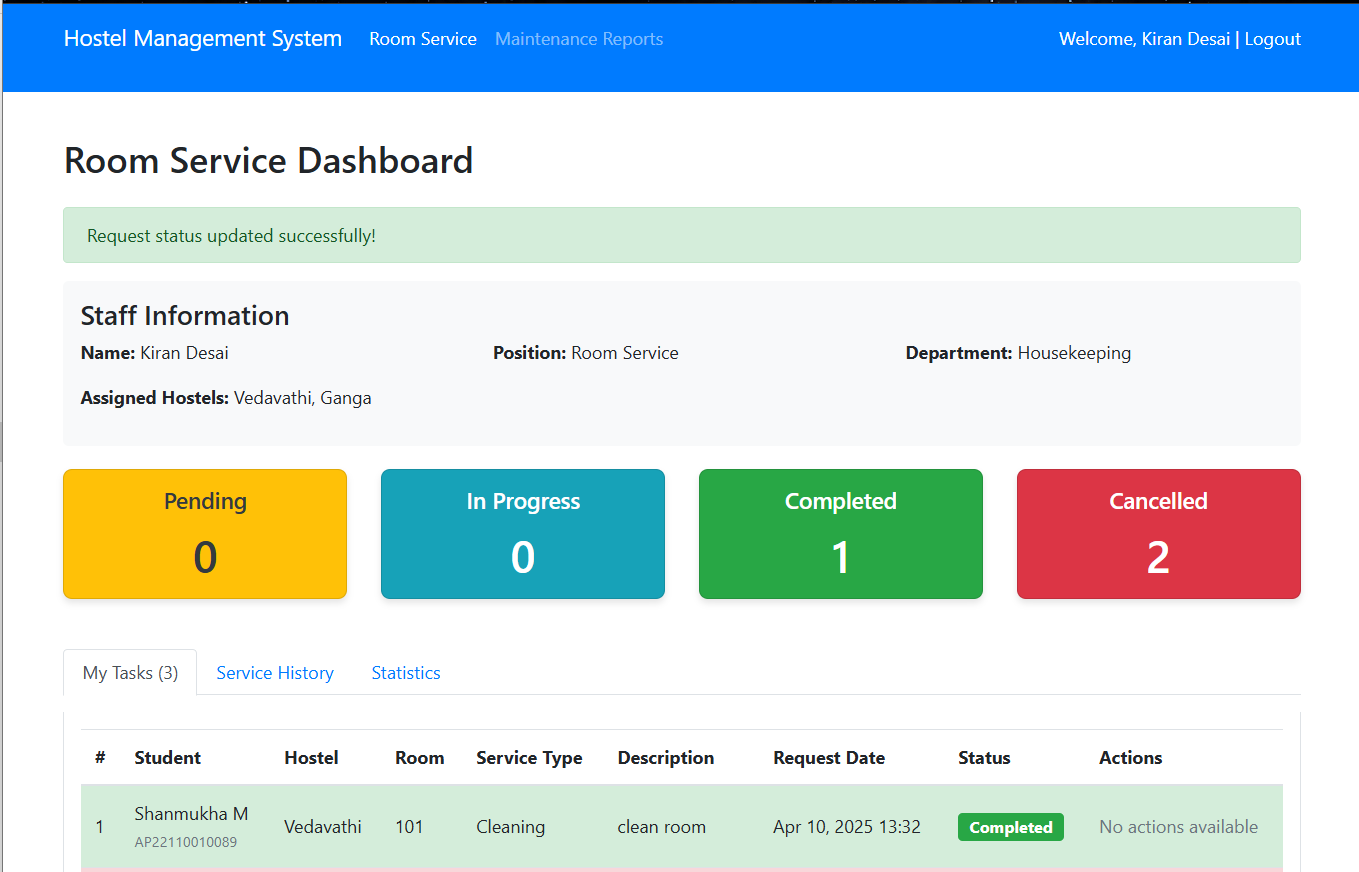 Hostel Management System Room Service Maintenance Reports Welcome, Kiran Desai | Logout
Room Service Dashboard
Request status updated successfully!
Staff Information
Name: Kiran Desai Position: Room Service Department: Housekeeping
Assigned Hostels: Vedavathi, Ganga
Pending In Progress Completed Cancelled
0 0 1 2
My Tasks (3) Service History Statistics
# Student Hostel Room Service Type Description Request Date Status Actions
1 Shanmukha M Vedavathi 101 Cleaning clean room Apr 10, 2025 13:32 Completed No actions available
AP22110010089